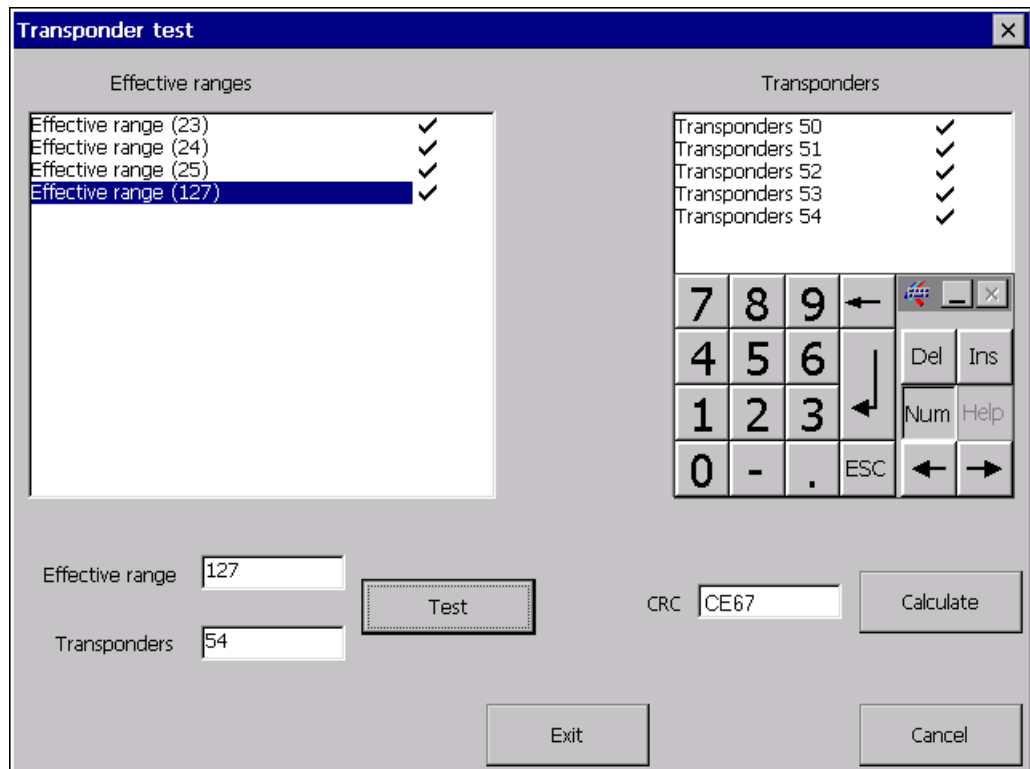 Transponder test
Effective ranges
Transponders
Effective range (23)
Effective range (24)
Effective range (25)
Effective range (127)
Transponders 50
Transponders 51
Transponders 52
Transponders 53
Transponders 54
7 8 9
4 5 6 Del Ins
1 2 3 Num Help
0 - . ESC
Effective range 127
Test
CRC CE67
Calculate
Transponders 54
Exit
Cancel